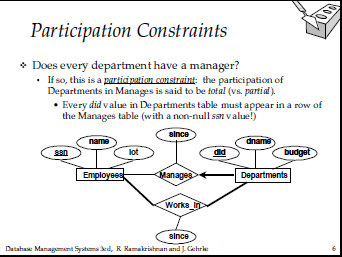 Participation Constraints
❖ Does every department have a manager?
• If so, this is a participation constraint: the participation of
Departments in Manages is said to be total (vs. partial).
• Every did value in Departments table must appear in a row of
the Manages table (with a non-null ssn value!)
since
name
dname
ssn
lot
did
budget
Employees
Manages
Departments
Works_In
since
Database Management Systems 3ed, R. Ramakrishnan and J. Gehrke
6